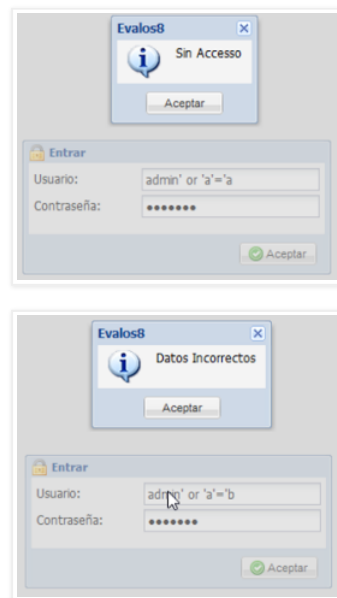 Evalos8
Sin Accesso
Aceptar
Entrar
Usuario: admin' or 'a'='a
Contraseña: •••••••
Aceptar
Evalos8
Datos Incorrectos
Aceptar
Entrar
Usuario: admin' or 'a'='b
Contraseña: •••••••
Aceptar